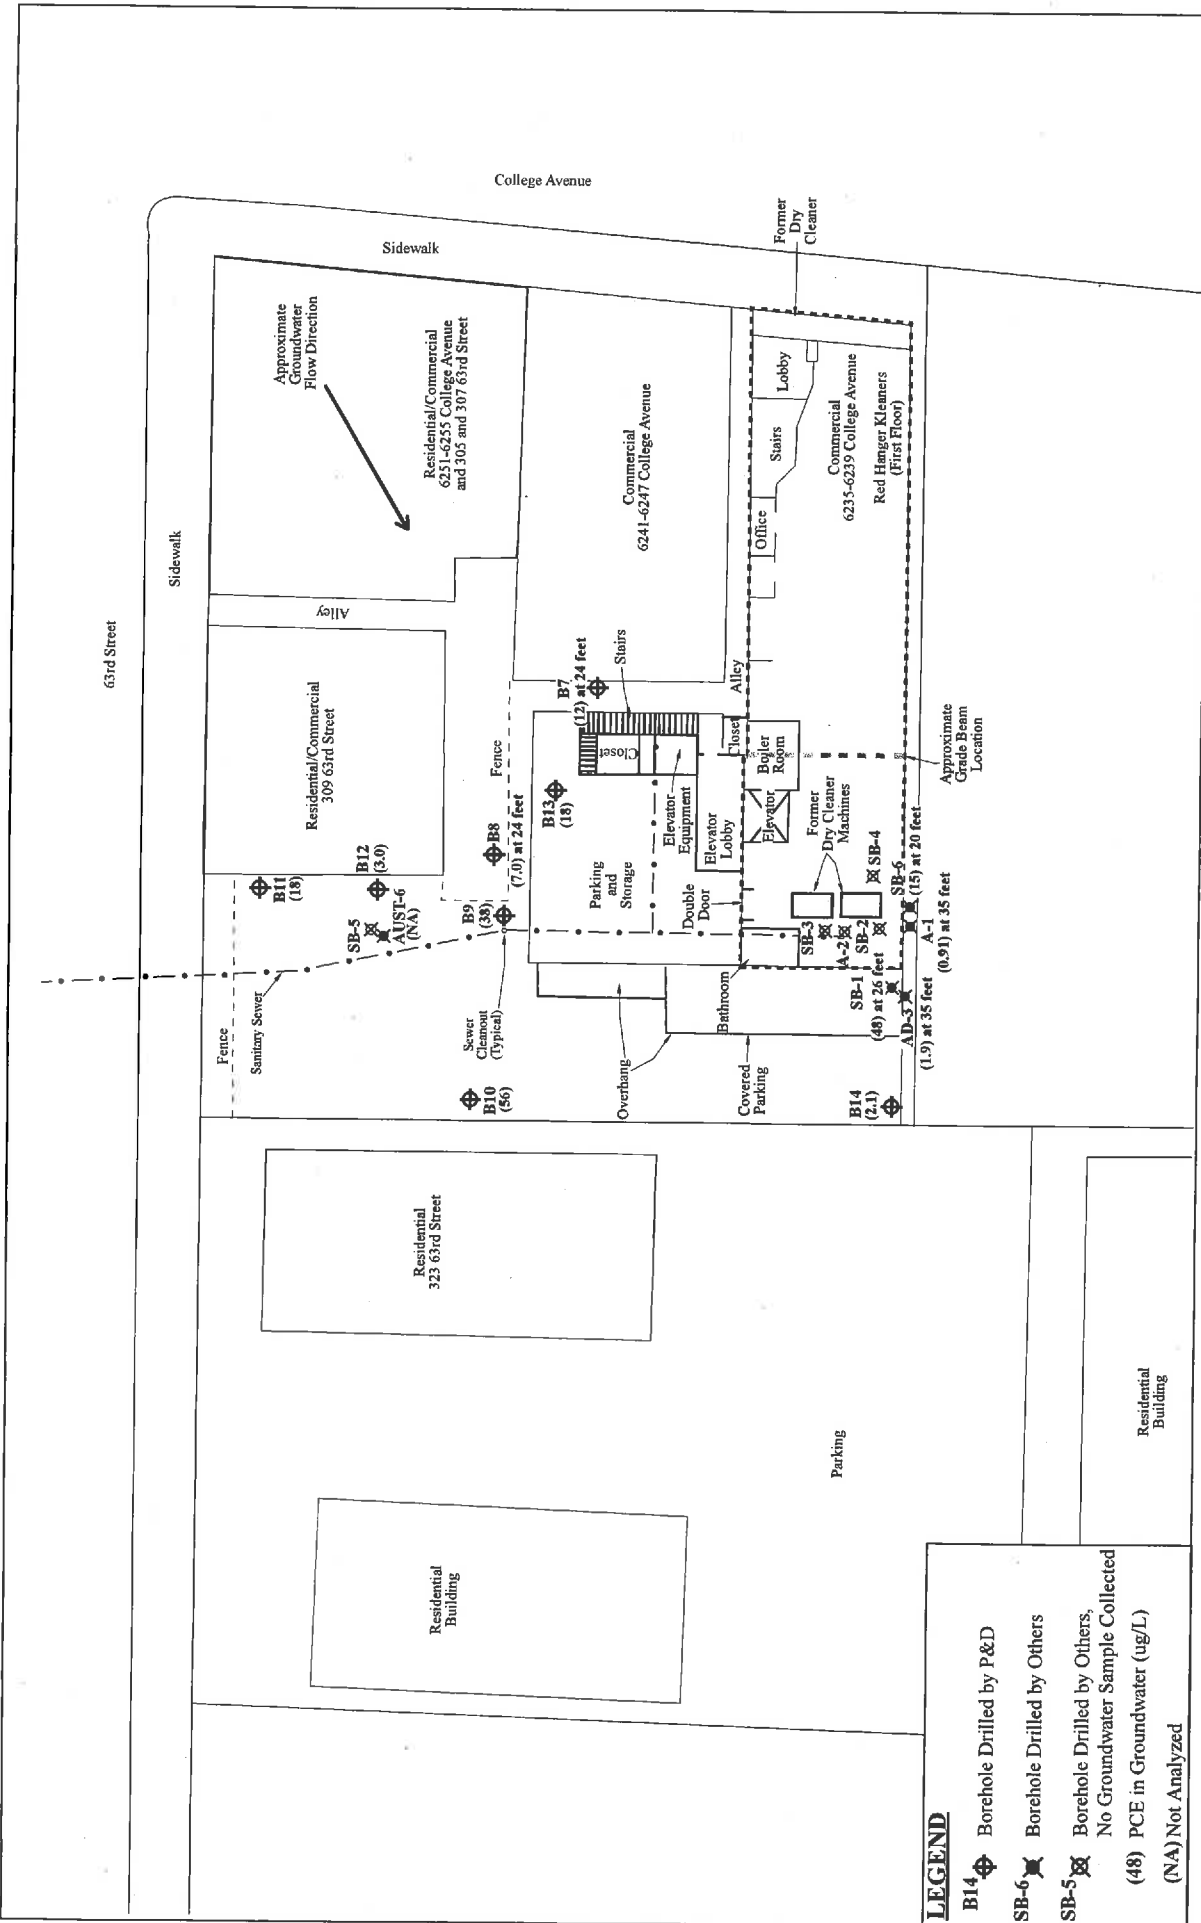 63rd Street
Sidewalk
College Avenue
Sidewalk
Approximate
Groundwater
Flow Direction
Residential/Commercial
6251-6255 College Avenue
and 305 and 307 63rd Street
Alley
Residential/Commercial
309 63rd Street
Commercial
6241-6247 College Avenue
Former
Dry
Cleaner
Lobby
Stairs
Office
Commercial
6235-6239 College Avenue
Red Hanger Kleaners
(First Floor)
Alley
Stairs
B7
(12) at 24 feet
Fence
Closet
Closet
Boiler
Room
Approximate
Grade Beam
Location
B13
(18)
B8
(7.0) at 24 feet
Elevator
Equipment
Elevator
Lobby
Elevator
Former
Dry Cleaner
Machines
Parking
and
Storage
Double
Door
B11
(18)
B12
(3.0)
SB-5
AUST-6
(NA)
B9
(38)
SB-4
SB-6
(15) at 20 feet
SB-3
A-2
SB-2
A-1
(0.91) at 35 feet
Fence
Sanitary Sewer
Sewer
Cleanout
(Typical)
Bathroom
SB-1
(48) at 26 feet
AD-3
(1.9) at 35 feet
B10
(56)
Overhang
Covered
Parking
B14
(2.1)
Residential
323 63rd Street
Residential
Building
Parking
Residential
Building
LEGEND
B14 Borehole Drilled by P&D
SB-6 Borehole Drilled by Others
SB-5 Borehole Drilled by Others,
No Groundwater Sample Collected
(48) PCE in Groundwater (ug/L)
(NA) Not Analyzed